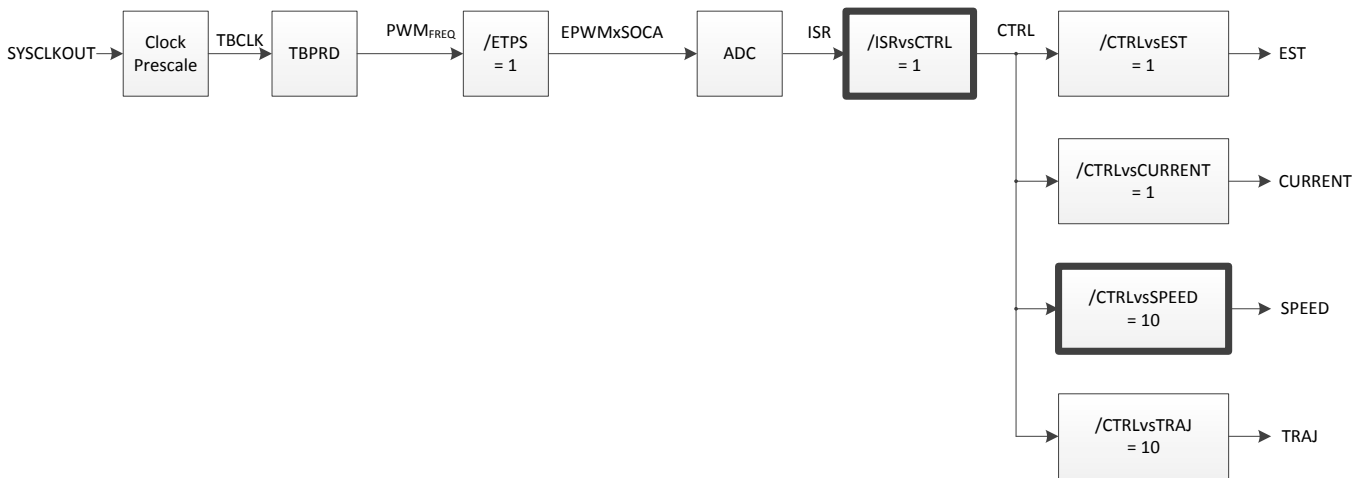 SYSCLKOUT
Clock
Prescale
TBCLK
TBPRD
PWMFREQ
/ETPS
= 1
EPWMxSOCA
ADC
ISR
/ISRvsCTRL
= 1
CTRL
/CTRLvsEST
= 1
EST
/CTRLvsCURRENT
= 1
CURRENT
/CTRLvsSPEED
= 10
SPEED
/CTRLvsTRAJ
= 10
TRAJ